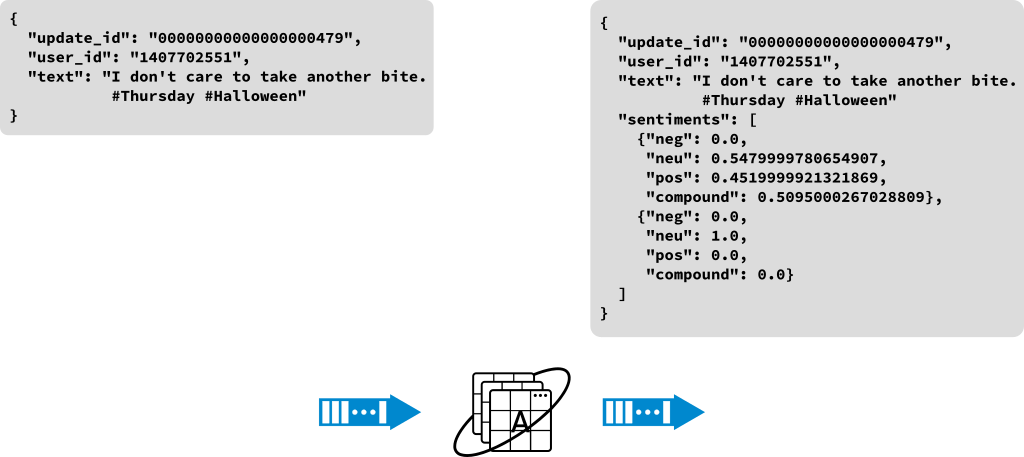 {
"update_id": "00000000000000000479",
"user_id": "1407702551",
"text": "I don't care to take another bite.
#Thursday #Halloween"
}
{
"update_id": "00000000000000000479",
"user_id": "1407702551",
"text": "I don't care to take another bite.
#Thursday #Halloween"
"sentiments": [
{"neg": 0.0,
"neu": 0.5479999780654907,
"pos": 0.4519999921321869,
"compound": 0.5095000267028809},
{"neg": 0.0,
"neu": 1.0,
"pos": 0.0,
"compound": 0.0}
]
}
A